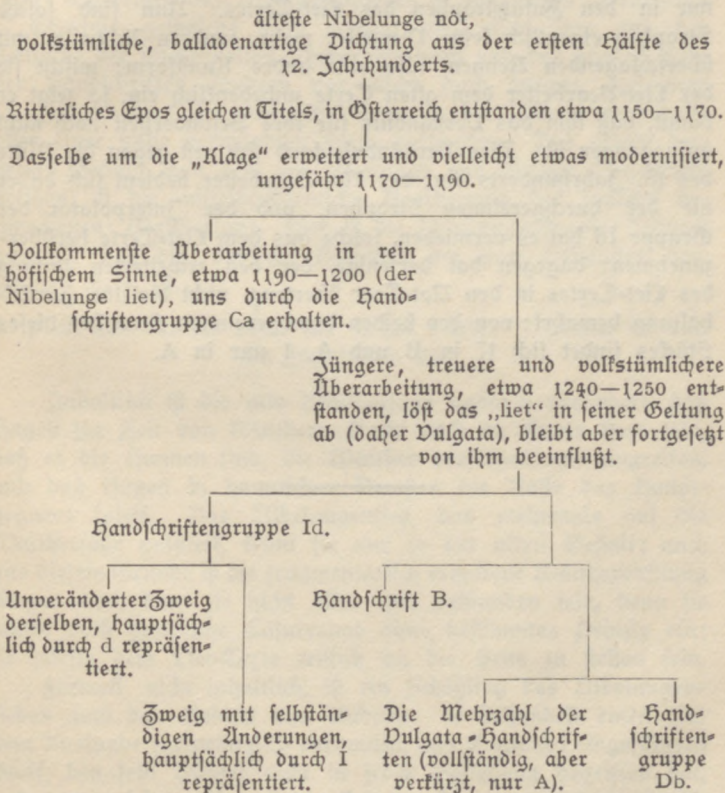 älteste Nibelunge nôt,
volkstümliche, balladenartige Dichtung aus der ersten Hälfte des
12. Jahrhunderts.
Ritterliches Epos gleichen Titels, in Österreich entstanden etwa 1150—1170.
Dasselbe um die „Klage“ erweitert und vielleicht etwas modernisiert,
ungefähr 1170—1190.
Vollkommenste Überarbeitung in rein
höfischem Sinne, etwa 1190—1200 (der
Nibelunge liet), uns durch die Hand-
schriftengruppe Ca erhalten.
Jüngere, treuere und volkstümlichere
Überarbeitung, etwa 1240—1250 ent-
standen, löst das „liet“ in seiner Geltung
ab (daher Vulgata), bleibt aber fortgesetzt
von ihm beeinflußt.
Handschriftengruppe Id.
Unveränderter Zweig
derselben, hauptsäch-
lich durch d repräsen-
tiert.
Zweig mit selbstän-
digen Änderungen,
hauptsächlich durch I
repräsentiert.
Handschrift B.
Die Mehrzahl der
Vulgata-Handschrif-
ten (vollständig, aber
verkürzt, nur A).
Hand-
schriften-
gruppe
Db.